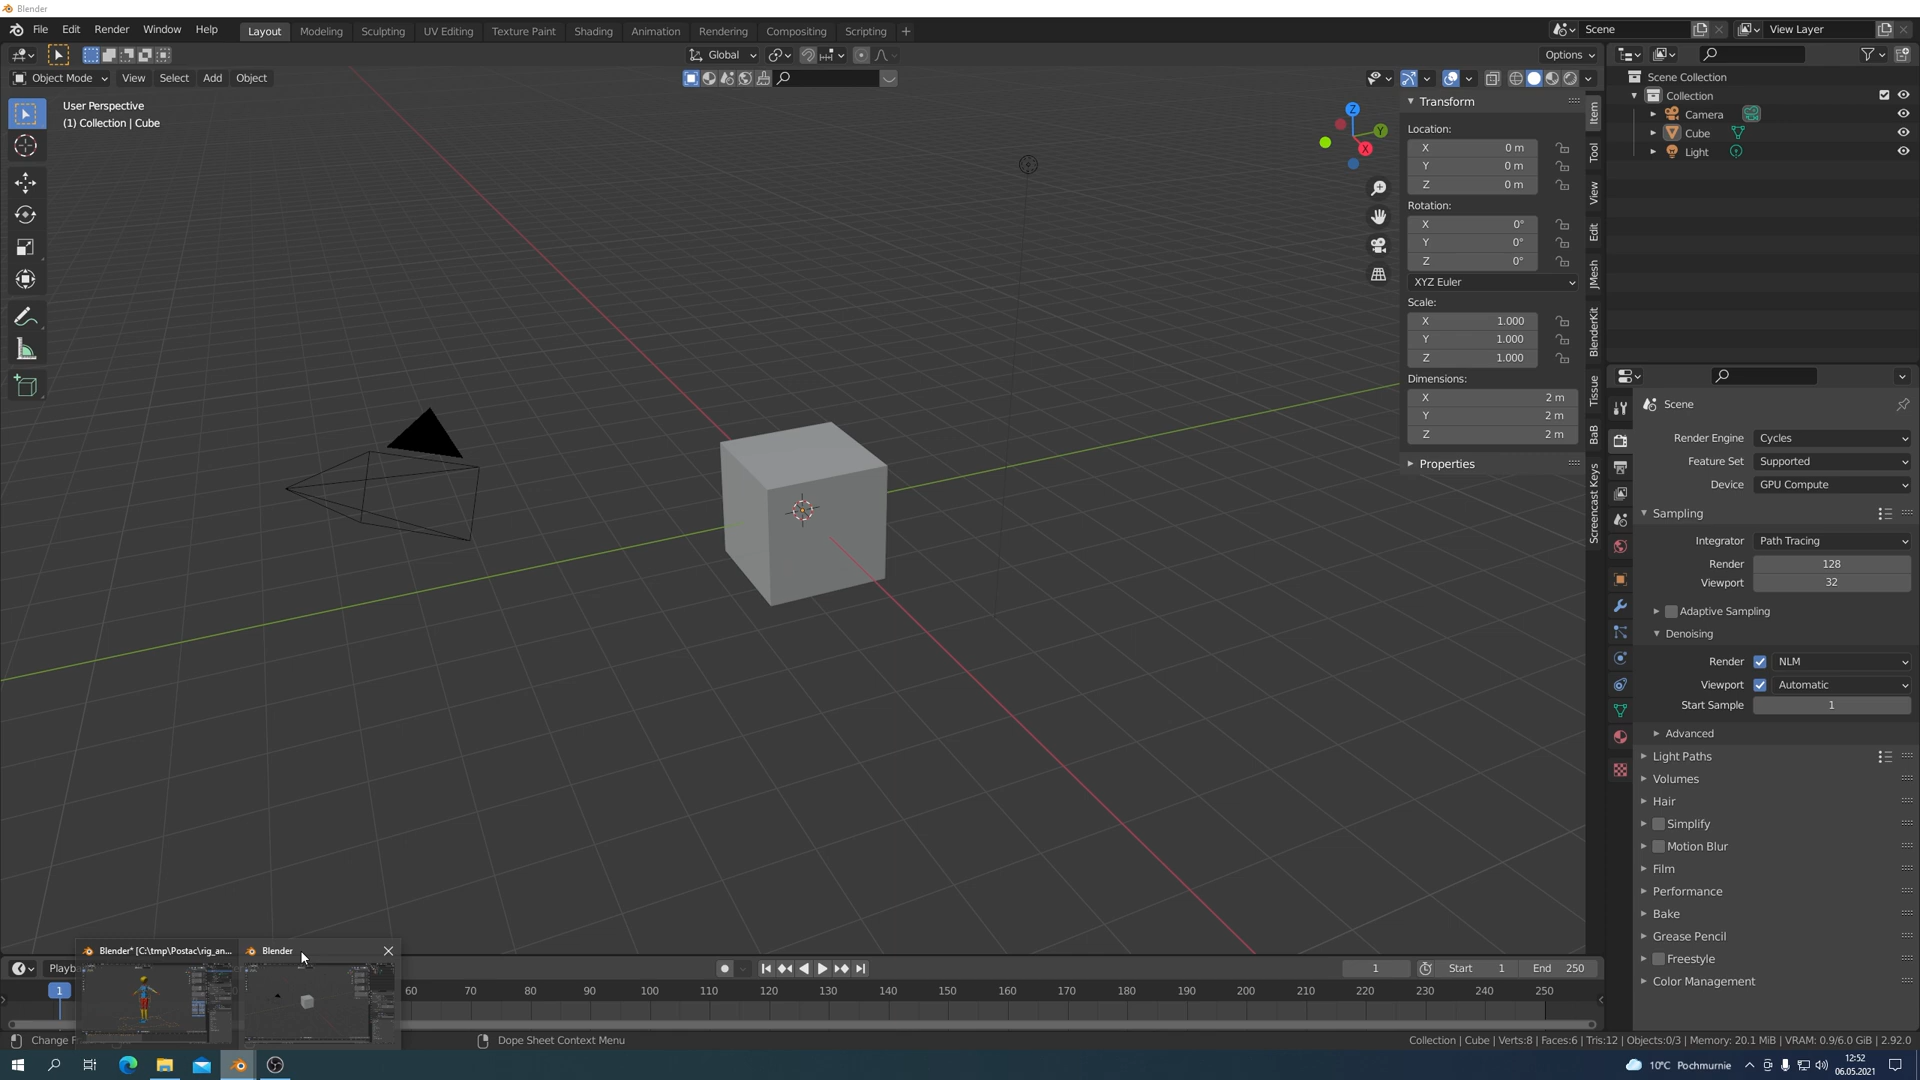 Blender
File Edit Render Window Help Layout Modeling Sculpting UV Editing Texture Paint Shading Animation Rendering Compositing Scripting +
Scene
View Layer
Global
Options
Object Mode View Select Add Object
User Perspective
(1) Collection | Cube
Z
Y
X
Transform
Location:
X 0 m
Y 0 m
Z 0 m
Rotation:
X 0°
Y 0°
Z 0°
XYZ Euler
Scale:
X 1.000
Y 1.000
Z 1.000
Dimensions:
X 2 m
Y 2 m
Z 2 m
Properties
Item
Tool
View
Edit
JMesh
BlenderKit
Tissue
BaB
Screencast Keys
Scene Collection
Collection
Camera
Cube
Light
Scene
Render Engine Cycles
Feature Set Supported
Device GPU Compute
Sampling
Integrator Path Tracing
Render 128
Viewport 32
Adaptive Sampling
Denoising
Render NLM
Viewport Automatic
Start Sample 1
Advanced
Light Paths
Volumes
Hair
Simplify
Motion Blur
Film
Performance
Bake
Grease Pencil
Freestyle
Color Management
Blender* [C:\tmp\Postac\rig_an...
Blender
Playb
1 Start 1 End 250
1 60 70 80 90 100 110 120 130 140 150 160 170 180 190 200 210 220 230 240 250
Change F
Dope Sheet Context Menu
Collection | Cube | Verts:8 | Faces:6 | Tris:12 | Objects:0/3 | Memory: 20.1 MiB | VRAM: 0.9/6.0 GiB | 2.92.0
10°C Pochmurnie
12:52
06.05.2021